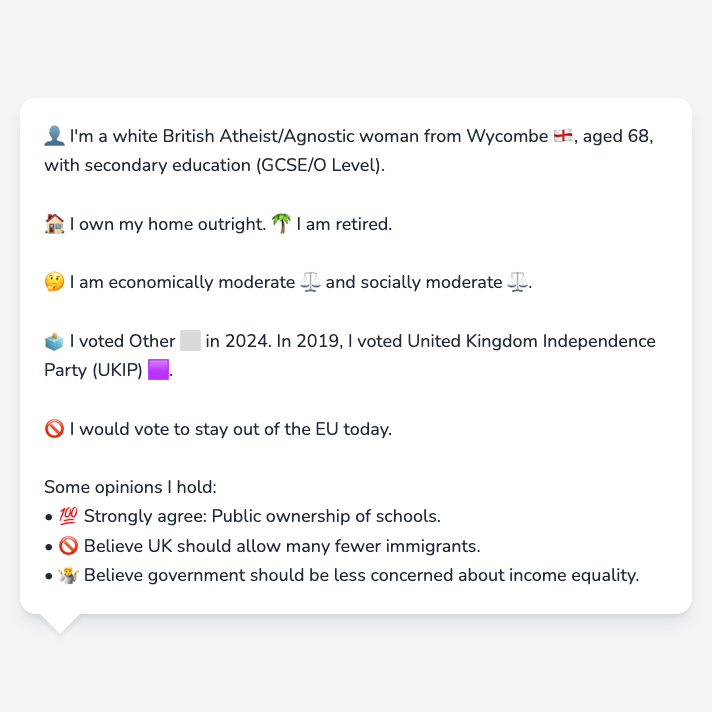 👤 I'm a white British Atheist/Agnostic woman from Wycombe 🏴󠁧󠁢󠁥󠁮󠁧󠁿, aged 68,
with secondary education (GCSE/O Level).
🏠 I own my home outright. 🌴 I am retired.
🤔 I am economically moderate ⚖️ and socially moderate ⚖️.
🗳️ I voted Other ⬜ in 2024. In 2019, I voted United Kingdom Independence
Party (UKIP) 🟪.
🚫 I would vote to stay out of the EU today.
Some opinions I hold:
• 💯 Strongly agree: Public ownership of schools.
• 🚫 Believe UK should allow many fewer immigrants.
• 🤷 Believe government should be less concerned about income equality.